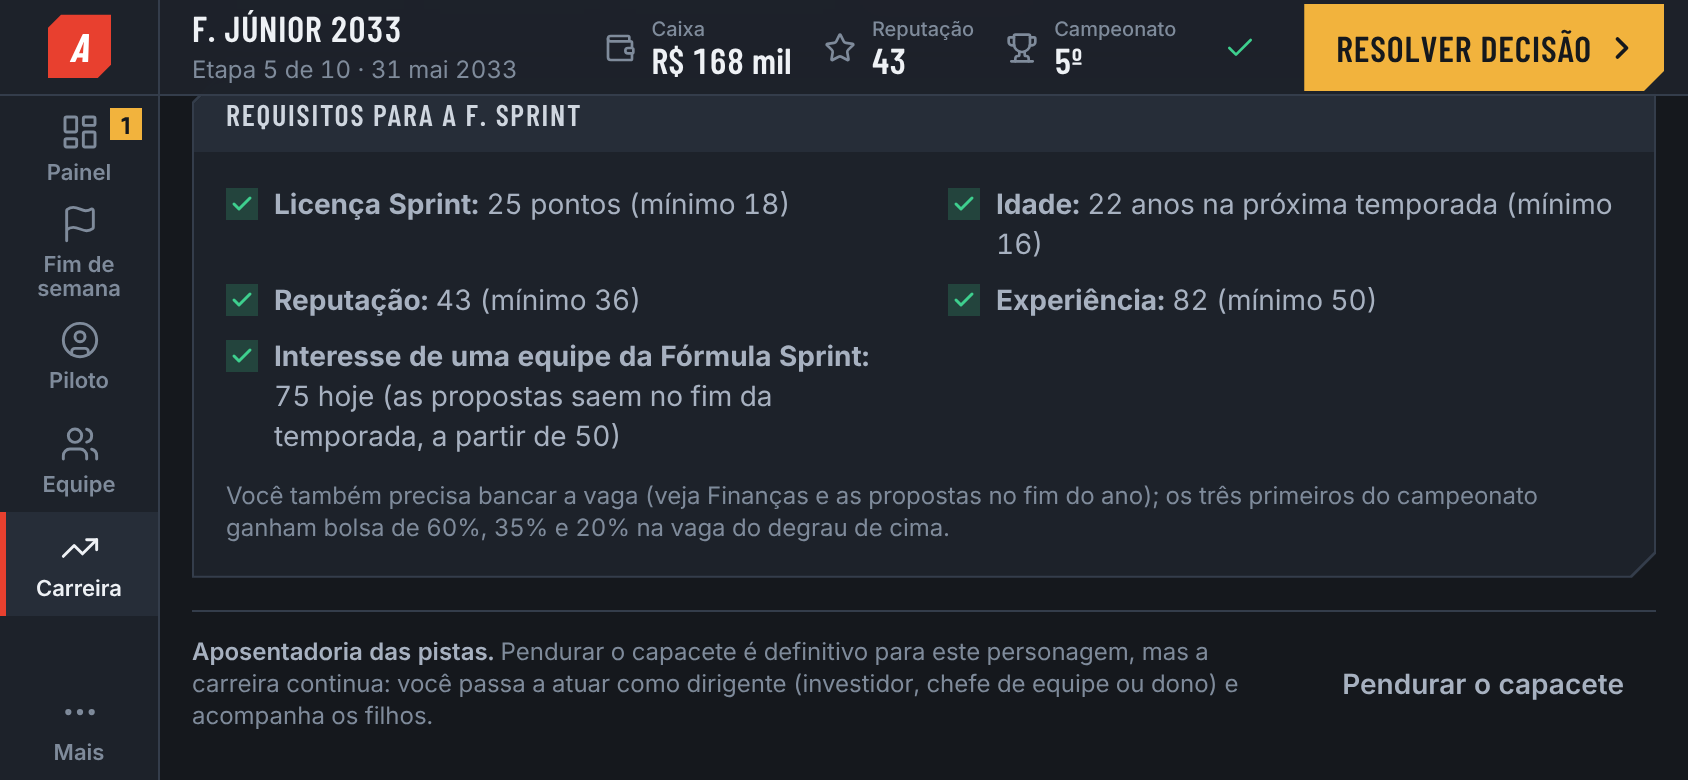 A
F. JÚNIOR 2033
Etapa 5 de 10 · 31 mai 2033
Caixa
R$ 168 mil
Reputação
43
Campeonato
5º
RESOLVER DECISÃO
1
Painel
Fim de
semana
Piloto
Equipe
Carreira
Mais
REQUISITOS PARA A F. SPRINT
Licença Sprint: 25 pontos (mínimo 18)
Idade: 22 anos na próxima temporada (mínimo
16)
Reputação: 43 (mínimo 36)
Experiência: 82 (mínimo 50)
Interesse de uma equipe da Fórmula Sprint:
75 hoje (as propostas saem no fim da
temporada, a partir de 50)
Você também precisa bancar a vaga (veja Finanças e as propostas no fim do ano); os três primeiros do campeonato
ganham bolsa de 60%, 35% e 20% na vaga do degrau de cima.
Aposentadoria das pistas. Pendurar o capacete é definitivo para este personagem, mas a
carreira continua: você passa a atuar como dirigente (investidor, chefe de equipe ou dono) e
acompanha os filhos.
Pendurar o capacete